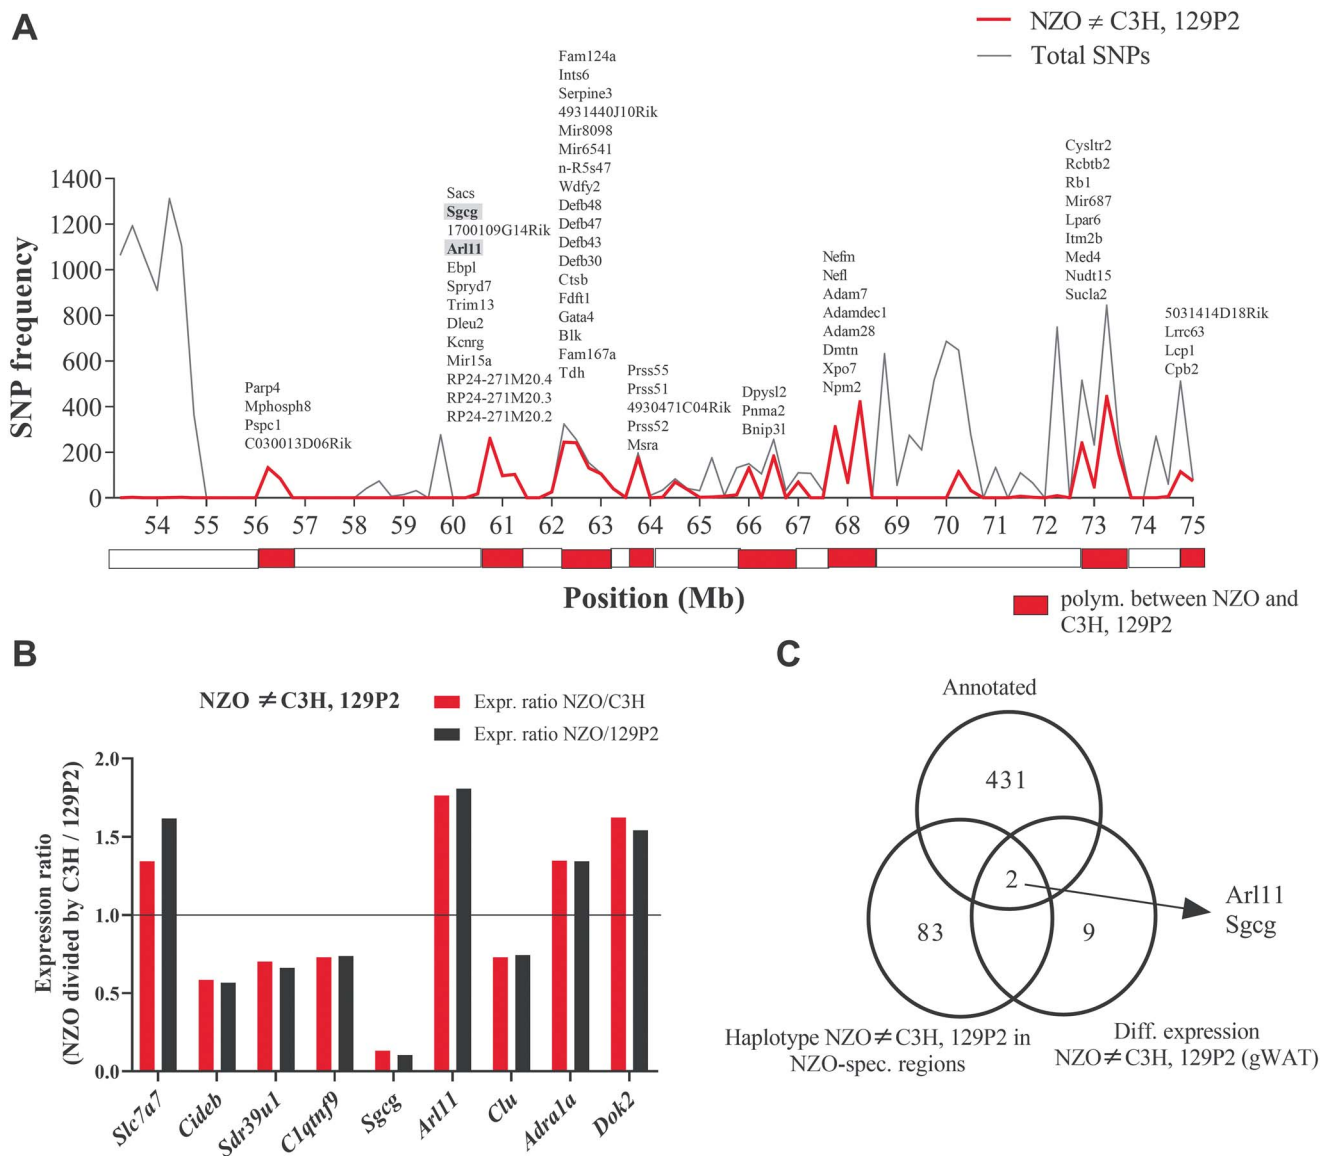 A
NZO ≠ C3H, 129P2
Total SNPs
SNP frequency
1400
1200
1000
800
600
400
200
0
Parp4
Mphosph8
Pspc1
C030013D06Rik
Sacs
Sgcg
1700109G14Rik
Arl11
Ebpl
Spryd7
Trim13
Dleu2
Kcnrg
Mir15a
RP24-271M20.4
RP24-271M20.3
RP24-271M20.2
Fam124a
Ints6
Serpine3
4931440J10Rik
Mir8098
Mir6541
n-R5s47
Wdfy2
Defb48
Defb47
Defb43
Defb30
Ctsb
Fdft1
Gata4
Blk
Fam167a
Tdh
Prss55
Prss51
4930471C04Rik
Prss52
Msra
Dpysl2
Pnma2
Bnip31
Nefm
Nefl
Adam7
Adamdec1
Adam28
Dmtn
Xpo7
Npm2
Cysltr2
Rcbtb2
Rb1
Mir687
Lpar6
Itm2b
Med4
Nudt15
Sucla2
5031414D18Rik
Lrrc63
Lcp1
Cpb2
54 55 56 57 58 59 60 61 62 63 64 65 66 67 68 69 70 71 72 73 74 75
Position (Mb)
polym. between NZO and
C3H, 129P2
B
NZO ≠ C3H, 129P2
Expr. ratio NZO/C3H
Expr. ratio NZO/129P2
Expression ratio
(NZO divided by C3H / 129P2)
2.0
1.5
1.0
0.5
0.0
Slc7a7
Cideb
Sdr39u1
C1qtnf9
Sgcg
Arl11
Clu
Adra1a
Dok2
C
Annotated
431
2
83
9
Arl11
Sgcg
Haplotype NZO≠C3H, 129P2 in
NZO-spec. regions
Diff. expression
NZO≠C3H, 129P2 (gWAT)